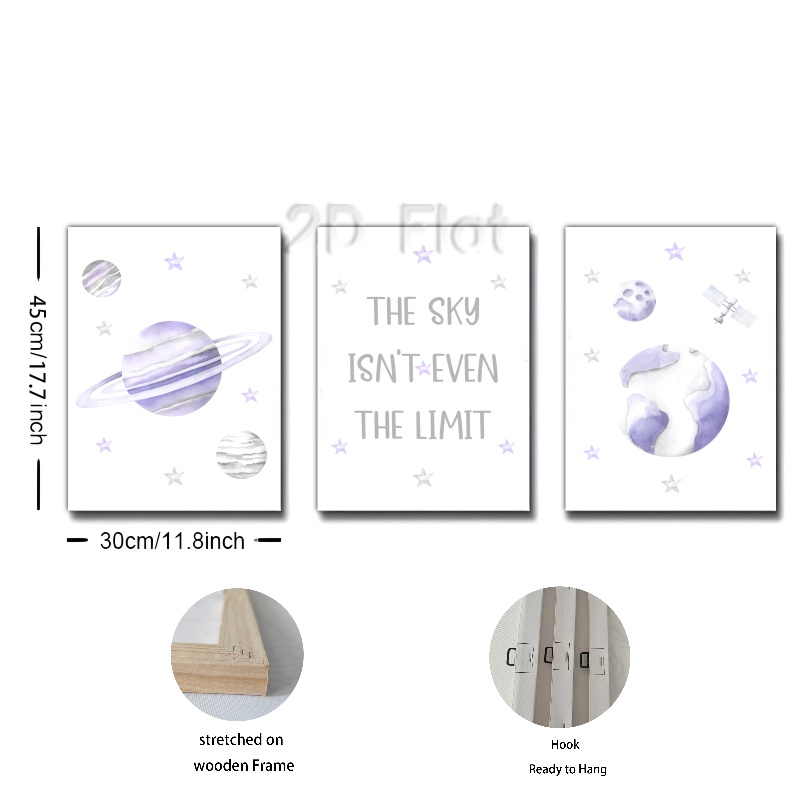 2D Flat
THE SKY
ISN'T EVEN
THE LIMIT
45cm/17.7inch
30cm/11.8inch
stretched on
wooden Frame
Hook
Ready to Hang